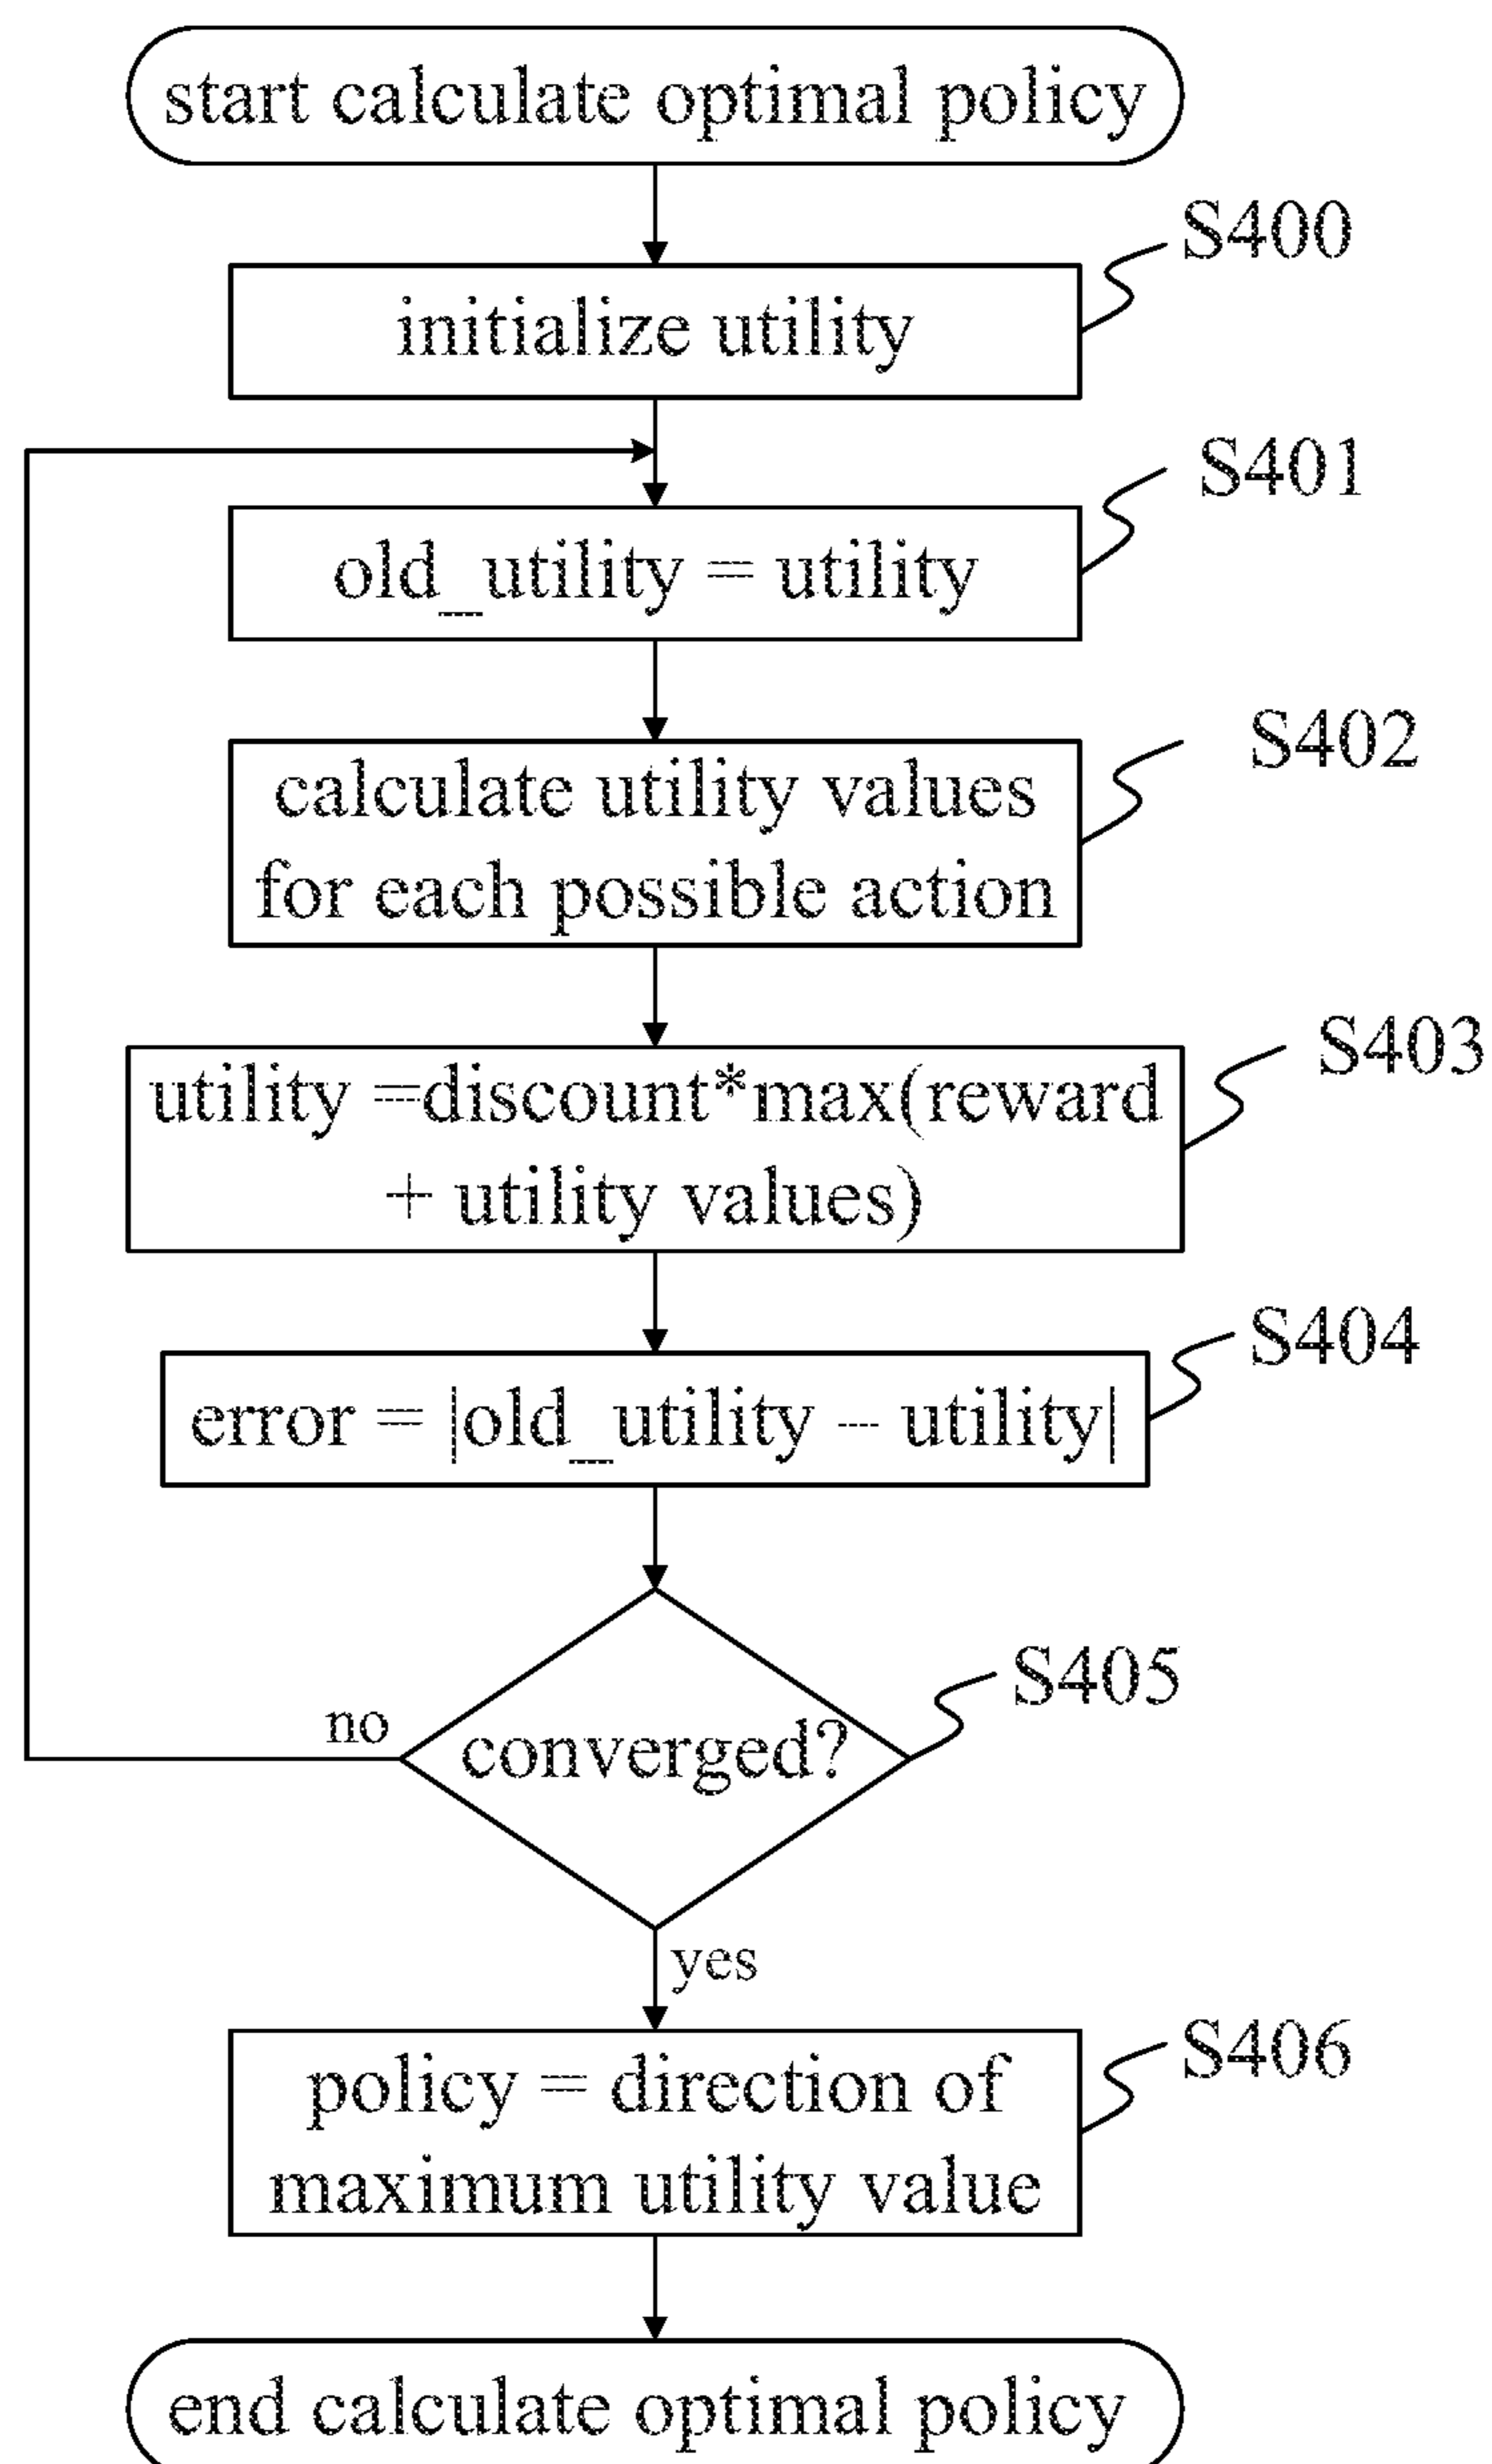 start calculate optimal policy
S400
initialize utility
S401
old_utility = utility
S402
calculate utility values
for each possible action
S403
utility =discount*max(reward
+ utility values)
S404
error = |old_utility – utility|
S405
no
converged?
yes
S406
policy = direction of
maximum utility value
end calculate optimal policy